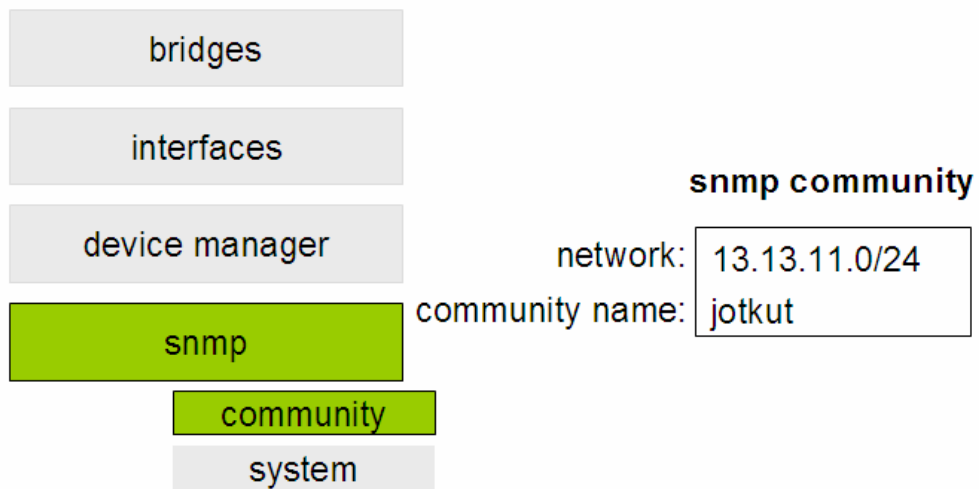 bridges
interfaces
device manager
snmp
community
system
snmp community
network: 13.13.11.0/24
community name: jotkut